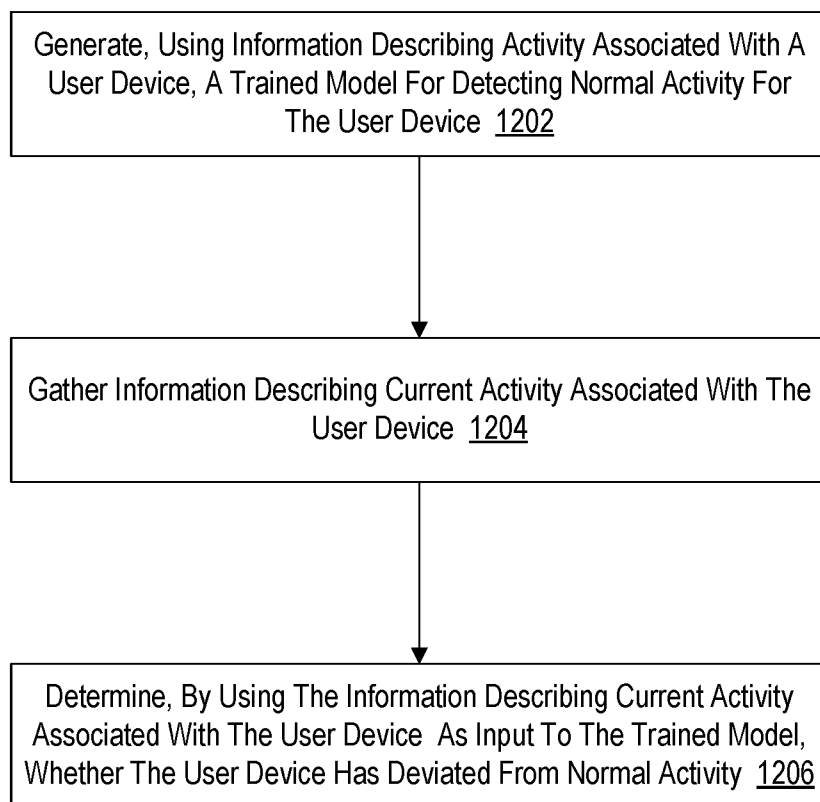 Generate, Using Information Describing Activity Associated With A
User Device, A Trained Model For Detecting Normal Activity For
The User Device 1202
Gather Information Describing Current Activity Associated With The
User Device 1204
Determine, By Using The Information Describing Current Activity
Associated With The User Device As Input To The Trained Model,
Whether The User Device Has Deviated From Normal Activity 1206